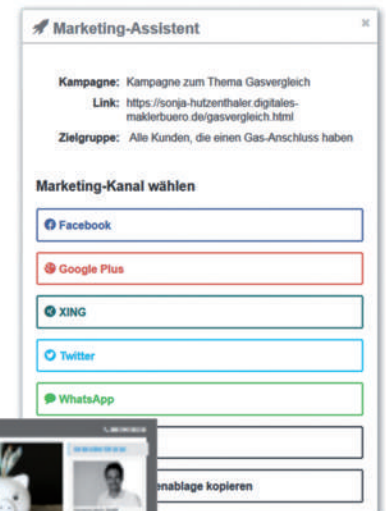 Marketing-Assistent
Kampagne: Kampagne zum Thema Gasvergleich
Link: https://sonja-hutzenthaler.digitales-
maklerbuero.de/gasvergleich.html
Zielgruppe: Alle Kunden, die einen Gas-Anschluss haben
Marketing-Kanal wählen
Facebook
Google Plus
XING
Twitter
WhatsApp
enablage kopieren